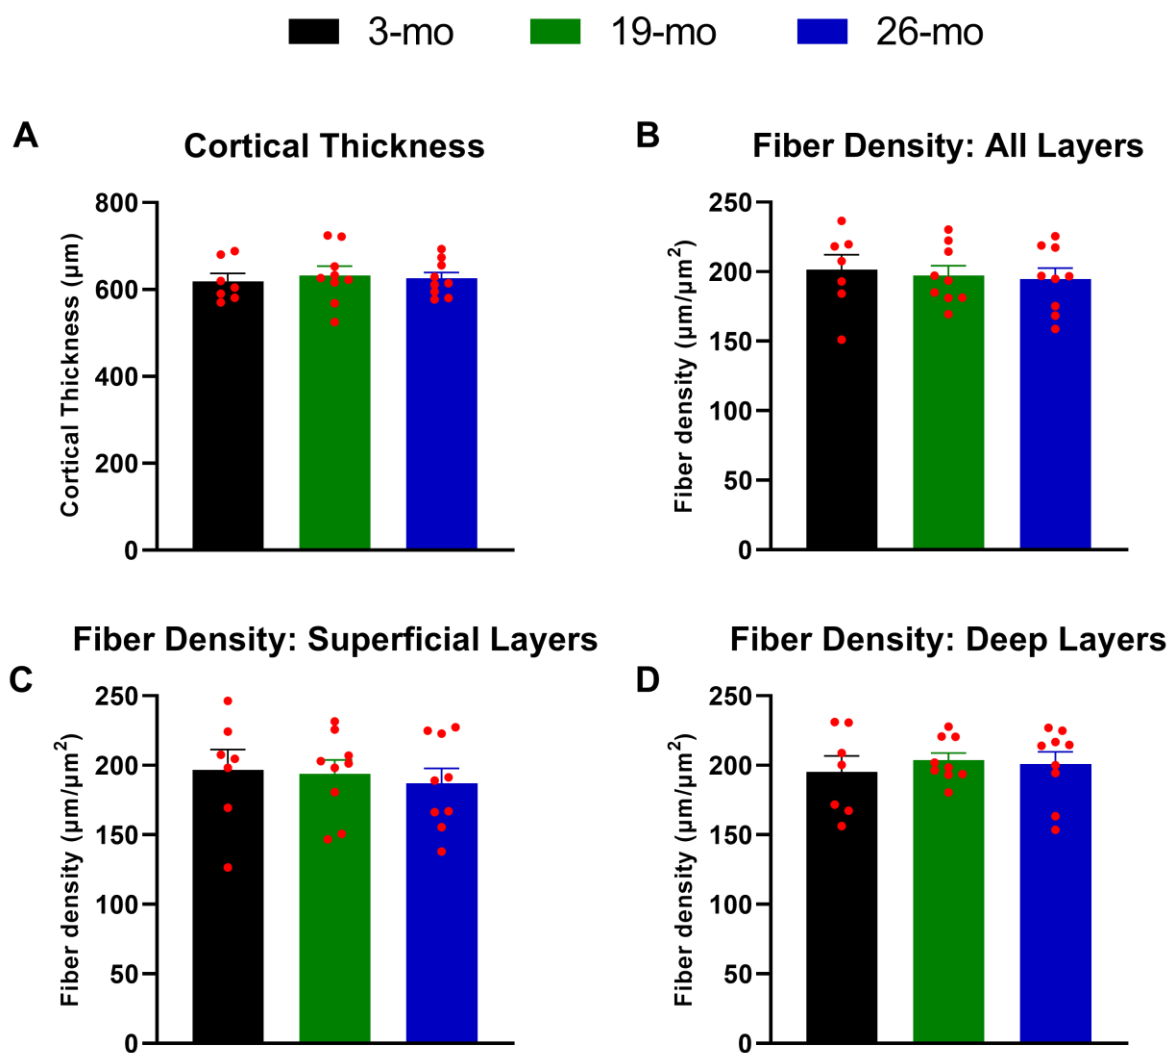 3-mo 19-mo 26-mo
A Cortical Thickness
Cortical Thickness (µm)
800
600
400
200
0
B Fiber Density: All Layers
Fiber density (µm/µm²)
250
200
150
100
50
0
C Fiber Density: Superficial Layers
Fiber density (µm/µm²)
250
200
150
100
50
0
D Fiber Density: Deep Layers
Fiber density (µm/µm²)
250
200
150
100
50
0